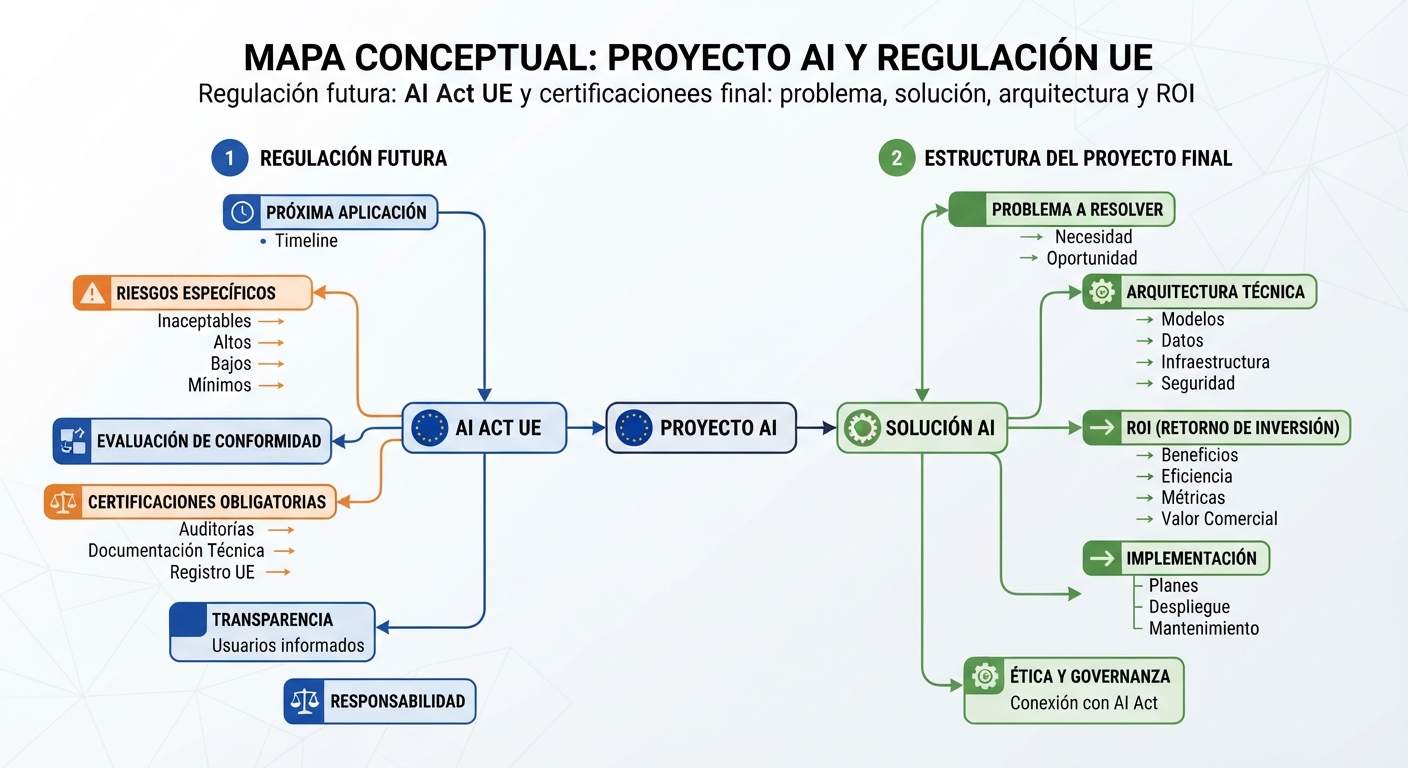 MAPA CONCEPTUAL: PROYECTO AI Y REGULACIÓN UE
Regulación futura: AI Act UE y certificacionees final: problema, solución, arquitectura y ROI
1 REGULACIÓN FUTURA
PRÓXIMA APLICACIÓN
• Timeline
RIESGOS ESPECÍFICOS
Inaceptables
Altos
Bajos
Mínimos
EVALUACIÓN DE CONFORMIDAD
CERTIFICACIONES OBLIGATORIAS
Auditorías
Documentación Técnica
Registro UE
TRANSPARENCIA
Usuarios informados
RESPONSABILIDAD
AI ACT UE
PROYECTO AI
SOLUCIÓN AI
2 ESTRUCTURA DEL PROYECTO FINAL
PROBLEMA A RESOLVER
Necesidad
Oportunidad
ARQUITECTURA TÉCNICA
Modelos
Datos
Infraestructura
Seguridad
ROI (RETORNO DE INVERSIÓN)
Beneficios
Eficiencia
Métricas
Valor Comercial
IMPLEMENTACIÓN
Planes
Despliegue
Mantenimiento
ÉTICA Y GOVERNANZA
Conexión con AI Act